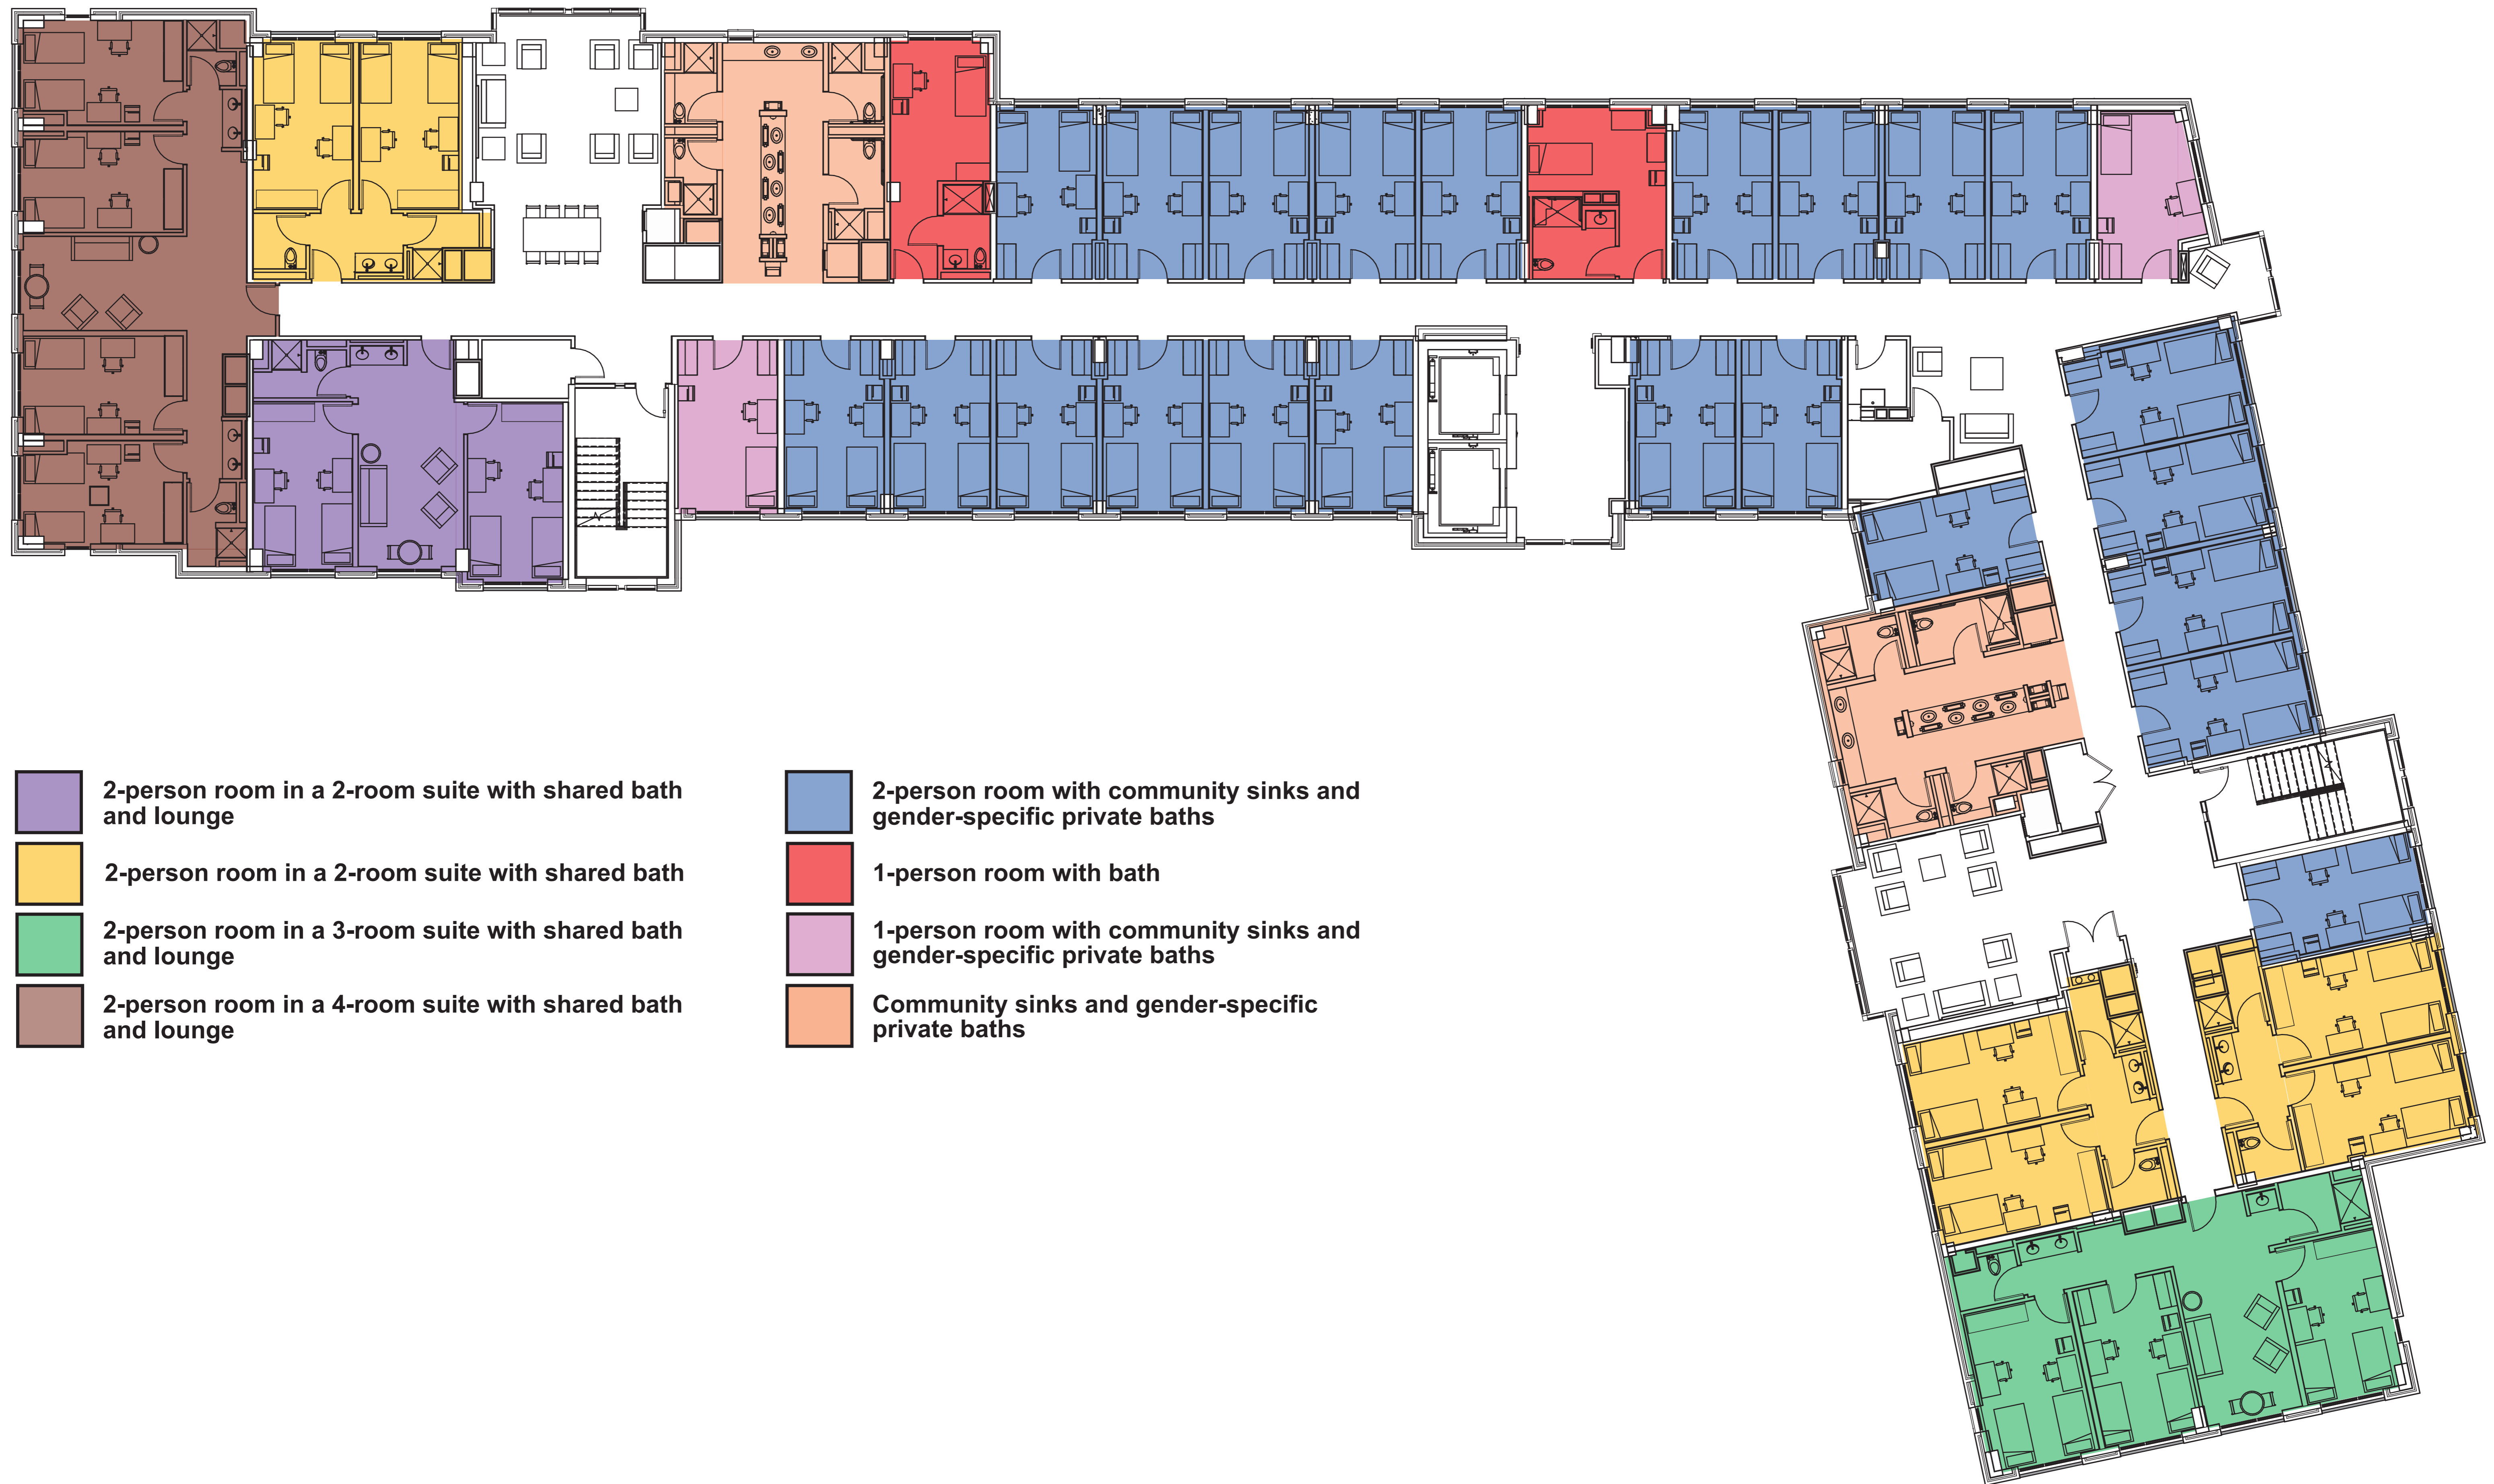 2-person room in a 2-room suite with shared bath
and lounge
2-person room in a 2-room suite with shared bath
2-person room in a 3-room suite with shared bath
and lounge
2-person room in a 4-room suite with shared bath
and lounge
2-person room with community sinks and
gender-specific private baths
1-person room with bath
1-person room with community sinks and
gender-specific private baths
Community sinks and gender-specific
private baths